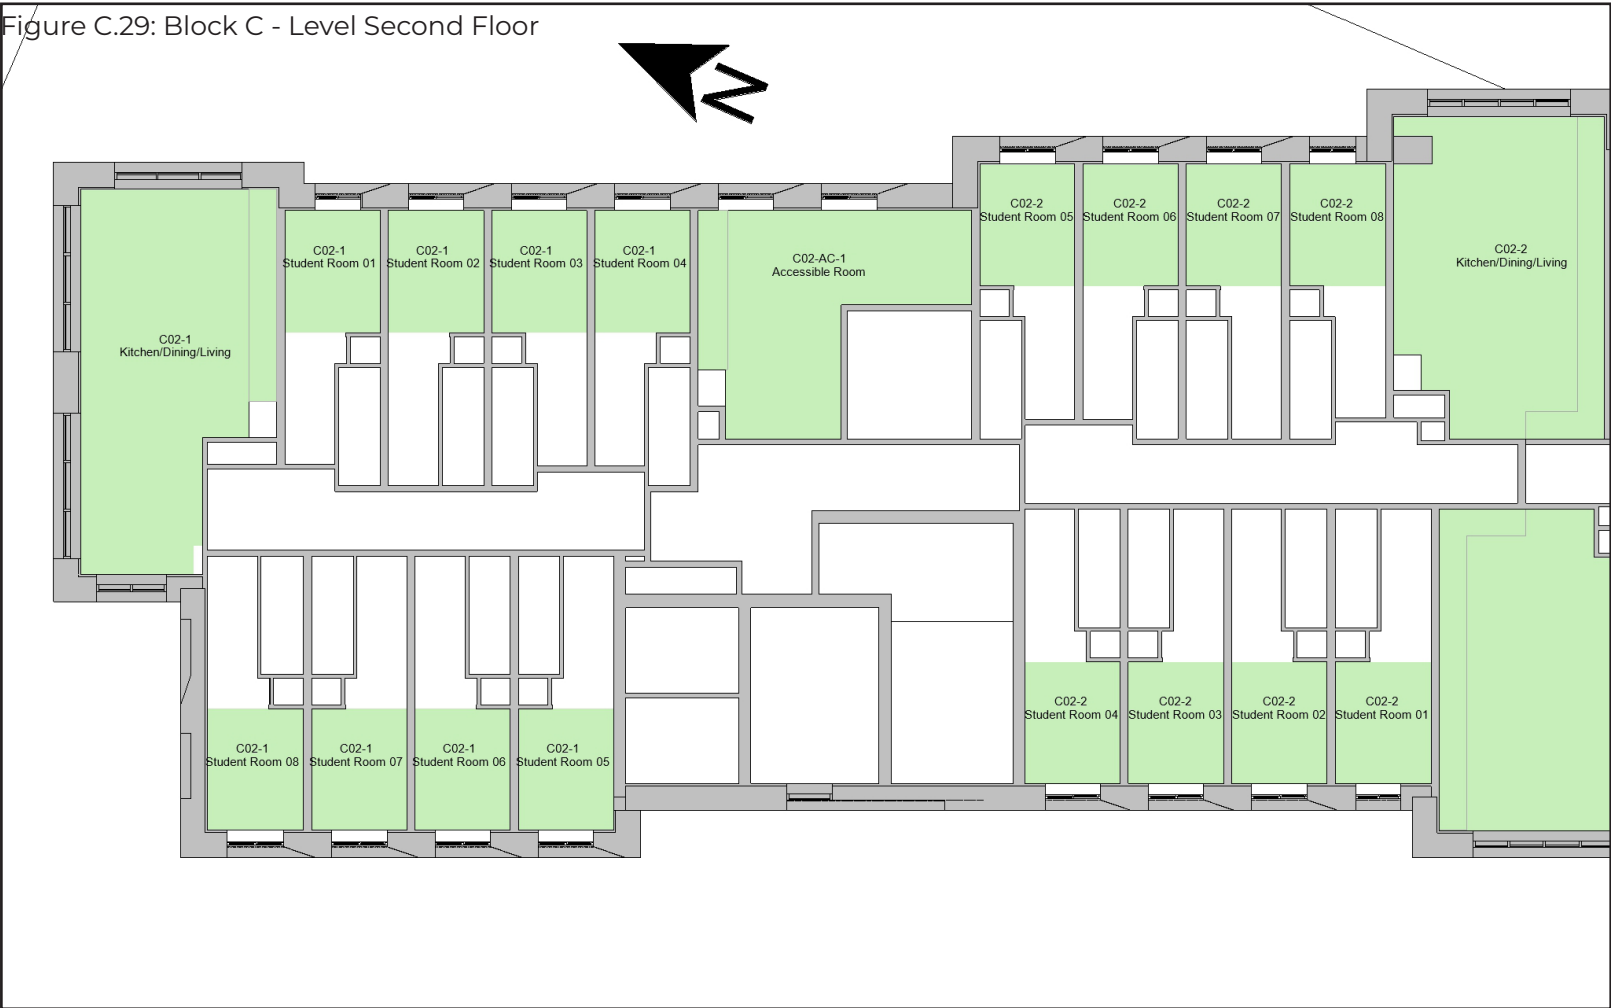 Figure C.29: Block C - Level Second Floor
N
C02-1
Student Room 01
C02-1
Student Room 02
C02-1
Student Room 03
C02-1
Student Room 04
C02-AC-1
Accessible Room
C02-2
Student Room 05
C02-2
Student Room 06
C02-2
Student Room 07
C02-2
Student Room 08
C02-2
Kitchen/Dining/Living
C02-1
Kitchen/Dining/Living
C02-2
Student Room 04
C02-2
Student Room 03
C02-2
Student Room 02
C02-2
Student Room 01
C02-1
Student Room 08
C02-1
Student Room 07
C02-1
Student Room 06
C02-1
Student Room 05